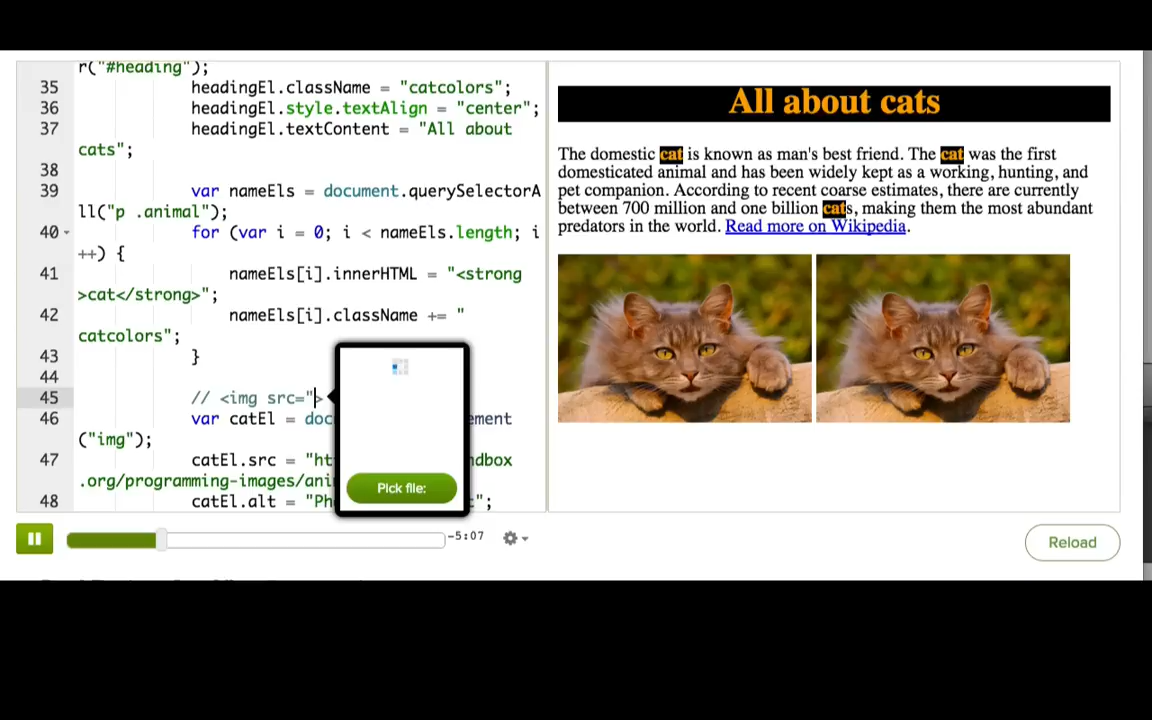 r("#heading");
35 headingEl.className = "catcolors";
36 headingEl.style.textAlign = "center";
37 headingEl.textContent = "All about
cats";
38
39 var nameEls = document.querySelectorA
ll("p .animal");
40 for (var i = 0; i < nameEls.length; i
++) {
41 nameEls[i].innerHTML = "<strong
>cat</strong>";
42 nameEls[i].className += "
catcolors";
43 }
44
45 // <img src=">
46 var catEl = doc ement
("img");
47 catEl.src = "ht ndbox
.org/programming-images/ani
48 catEl.alt = "Ph ";
Pick file:
-5:07
All about cats
The domestic cat is known as man's best friend. The cat was the first
domesticated animal and has been widely kept as a working, hunting, and
pet companion. According to recent coarse estimates, there are currently
between 700 million and one billion cats, making them the most abundant
predators in the world. Read more on Wikipedia.
Reload